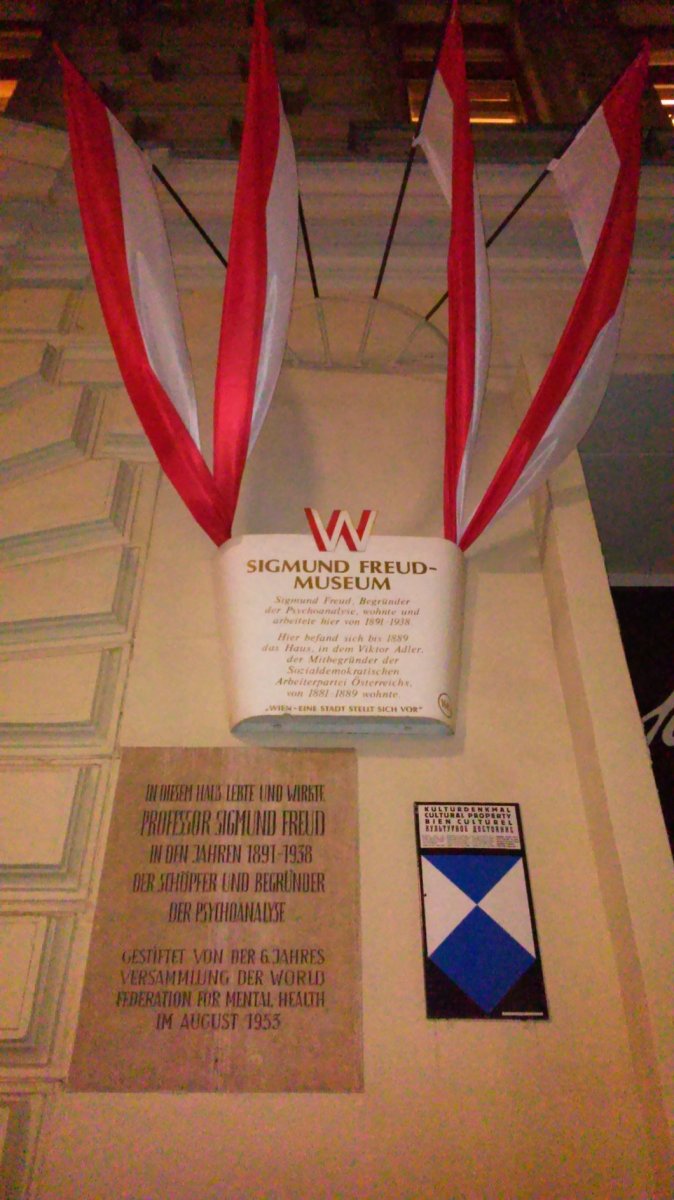 W
SIGMUND FREUD-
MUSEUM
Sigmund Freud, Begründer
der Psychoanalyse, wohnte und
arbeitete hier von 1891-1938
Hier befand sich bis 1889
das Haus, in dem Viktor Adler,
der Mitbegründer der
Sozialdemokratischen
Arbeiterpartei Österreichs,
von 1881-1889 wohnte.
„WIEN-EINE STADT STELLT SICH VOR"
IN DIESEM HAUS LEBTE UND WIRKTE
PROFESSOR SIGMUND FREUD
IN DEN JAHREN 1891-1938
DER SCHÖPFER UND BEGRÜNDER
DER PSYCHOANALYSE
GESTIFTET VON DER 6. JAHRES
VERSAMMLUNG DER WORLD
FEDERATION FOR MENTAL HEALTH
IM AUGUST 1953
KULTURDENKMAL
CULTURAL PROPERTY
BIEN CULTUREL
КУЛЬТУРНОЕ ДОСТОЯНИЕ